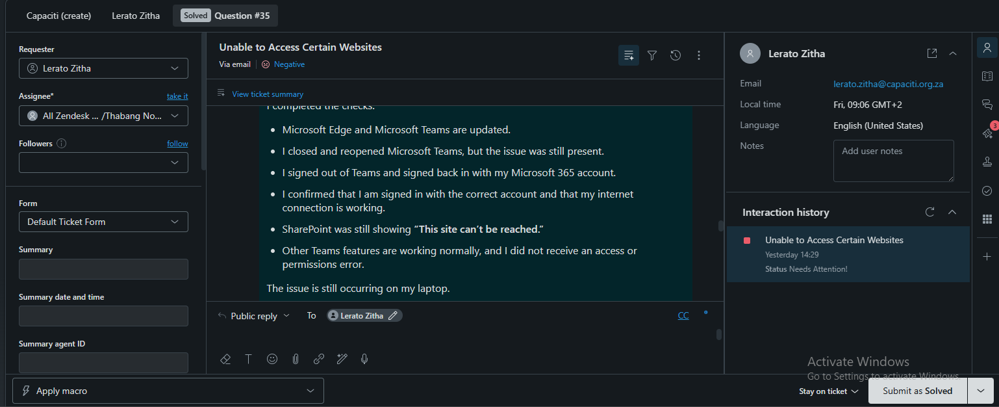 Capaciti (create)
Lerato Zitha
Solved Question #35
Requester
Lerato Zitha
Assignee*
take it
All Zendesk ... /Thabang No...
Followers
follow
Form
Default Ticket Form
Summary
Summary date and time
Summary agent ID
Unable to Access Certain Websites
Via email
Negative
View ticket summary
I completed the checks.
• Microsoft Edge and Microsoft Teams are updated.
• I closed and reopened Microsoft Teams, but the issue was still present.
• I signed out of Teams and signed back in with my Microsoft 365 account.
• I confirmed that I am signed in with the correct account and that my internet
connection is working.
• SharePoint was still showing “This site can’t be reached.”
• Other Teams features are working normally, and I did not receive an access or
permissions error.
The issue is still occurring on my laptop.
Public reply
To
Lerato Zitha
CC
Apply macro
Lerato Zitha
Email
lerato.zitha@capaciti.org.za
Local time
Fri, 09:06 GMT+2
Language
English (United States)
Notes
Add user notes
Interaction history
Unable to Access Certain Websites
Yesterday 14:29
Status Needs Attention!
3
Activate Windows
Go to Settings to activate Windows.
Stay on ticket
Submit as Solved